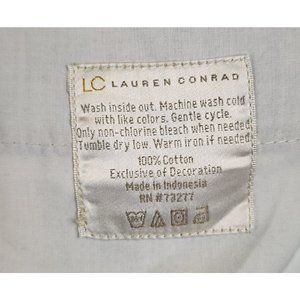 LC LAUREN CONRAD
Wash inside out. Machine wash cold
with like colors. Gentle cycle.
Only non-chlorine bleach when needed
Tumble dry low. Warm iron if needed.
100% Cotton
Exclusive of Decoration
Made in Indonesia
RN #73277